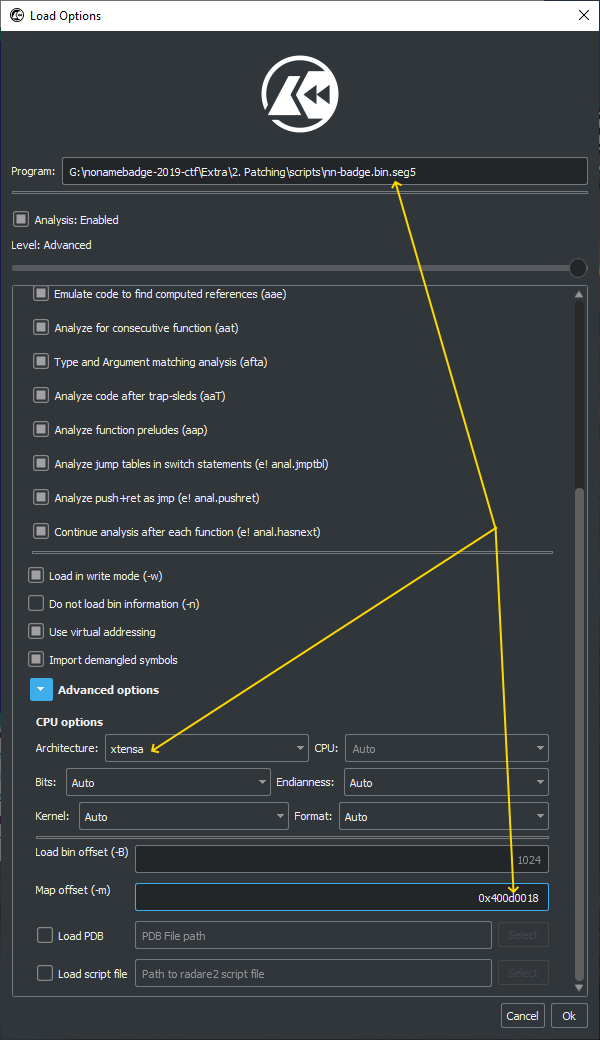 Load Options
Program: G:\nonamebadge-2019-ctf\Extra\2. Patching\scripts\nn-badge.bin.seg5
Analysis: Enabled
Level: Advanced
Emulate code to find computed references (aae)
Analyze for consecutive function (aat)
Type and Argument matching analysis (afta)
Analyze code after trap-sleds (aaT)
Analyze function preludes (aap)
Analyze jump tables in switch statements (e! anal.jmptbl)
Analyze push+ret as jmp (e! anal.pushret)
Continue analysis after each function (e! anal.hasnext)
Load in write mode (-w)
Do not load bin information (-n)
Use virtual addressing
Import demangled symbols
Advanced options
CPU options
Architecture: xtensa CPU: Auto
Bits: Auto Endianness: Auto
Kernel: Auto Format: Auto
Load bin offset (-B) 1024
Map offset (-m) 0x400d0018
Load PDB PDB File path Select
Load script file Path to radare2 script file Select
Cancel Ok